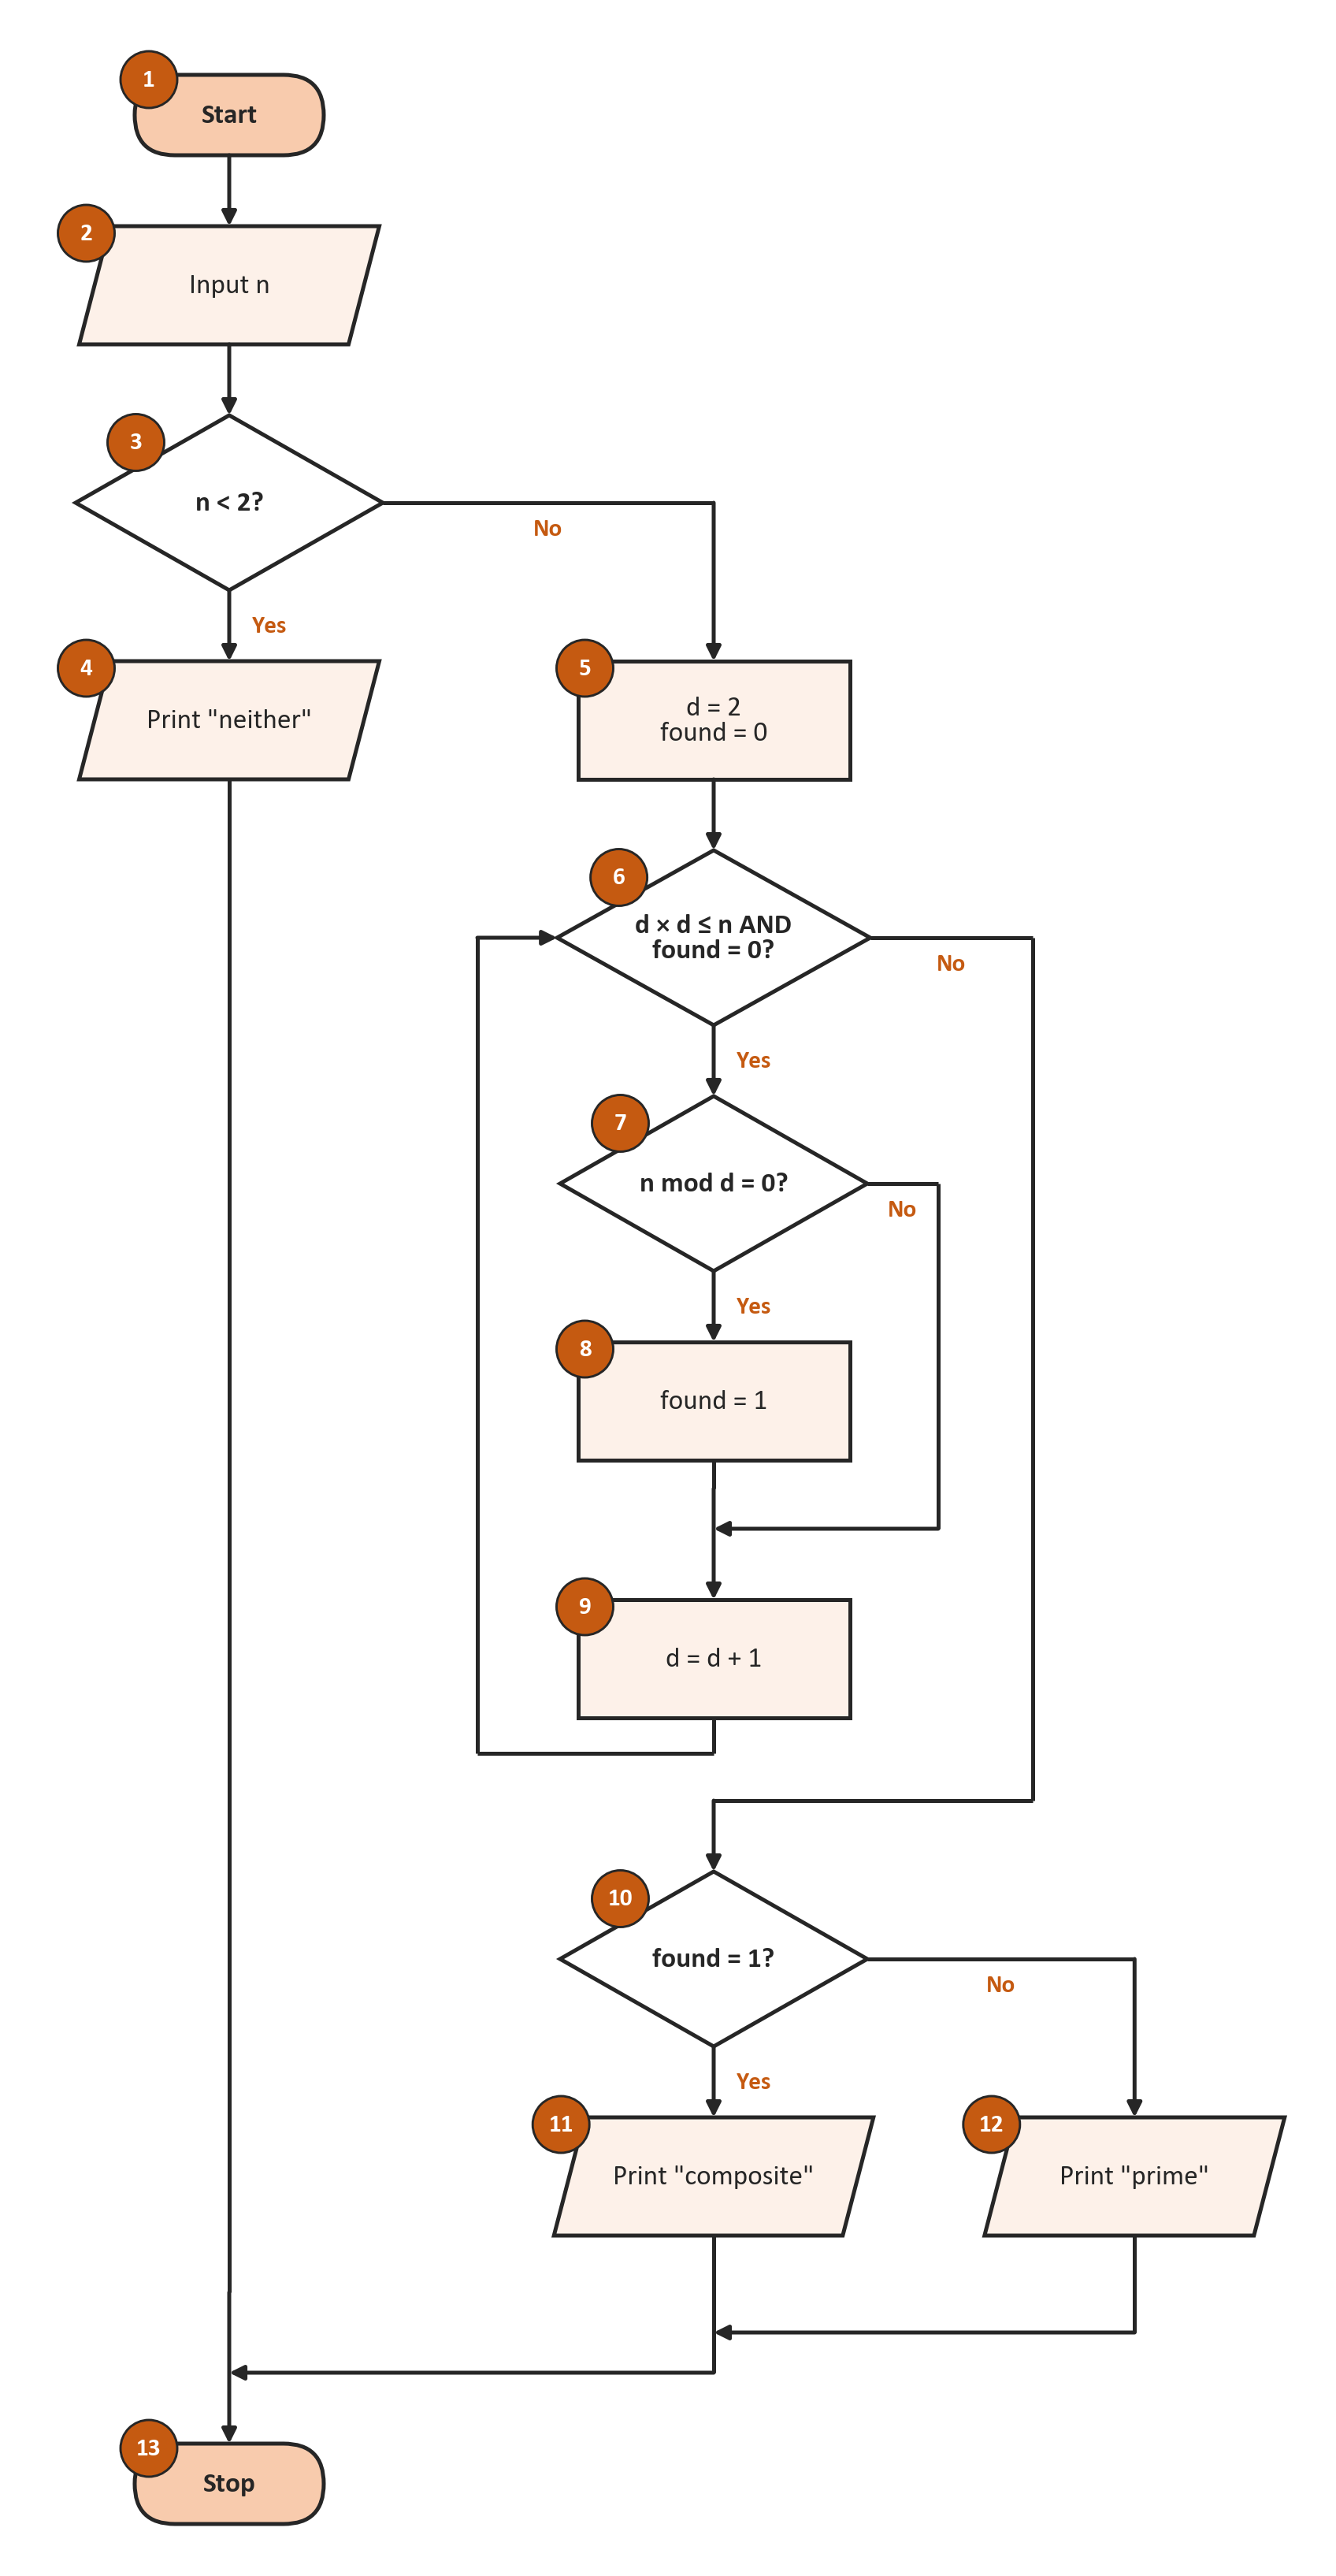 1
Start
2
Input n
3
n < 2?
No
Yes
4
Print "neither"
5
d = 2
found = 0
6
d × d ≤ n AND
found = 0?
No
Yes
7
n mod d = 0?
No
Yes
8
found = 1
9
d = d + 1
10
found = 1?
No
Yes
11
Print "composite"
12
Print "prime"
13
Stop